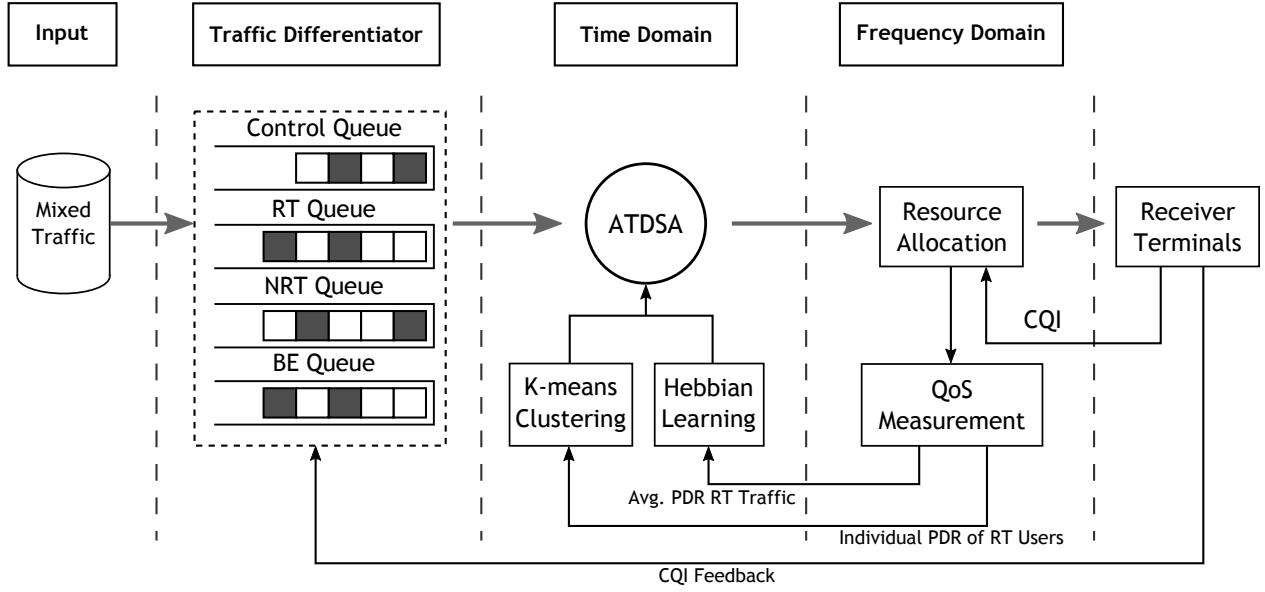 Input
Traffic Differentiator
Time Domain
Frequency Domain
Mixed
Traffic
Control Queue
RT Queue
NRT Queue
BE Queue
ATDSA
K-means
Clustering
Hebbian
Learning
Resource
Allocation
Receiver
Terminals
CQI
QoS
Measurement
Avg. PDR RT Traffic
Individual PDR of RT Users
CQI Feedback